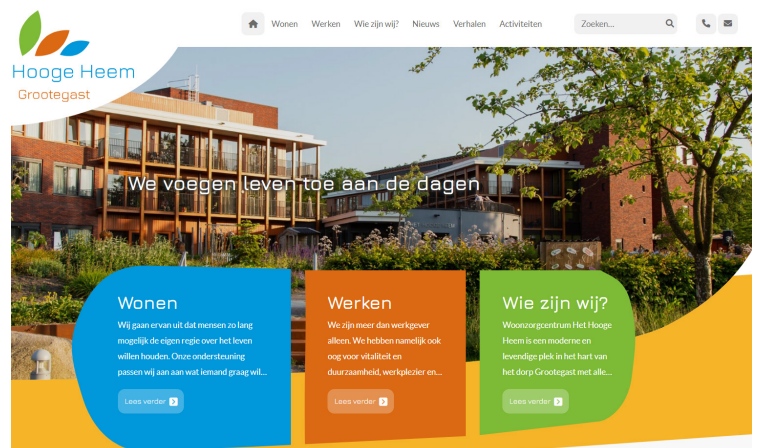 Hooge Heem
Grootegast
Wonen
Werken
Wie zijn wij?
Nieuws
Verhalen
Activiteiten
Zoeken...
We voegen leven toe aan de dagen
Wonen
Wij gaan ervan uit dat mensen zo lang
mogelijk de eigen regie over het leven
willen houden. Onze ondersteuning
passen wij aan aan wat iemand graag wil...
Lees verder
Werken
We zijn meer dan werkgever
alleen. We hebben namelijk ook
oog voor vitaliteit en
duurzaamheid, werkplezier en...
Lees verder
Wie zijn wij?
Woonzorgcentrum Het Hooge
Heem is een moderne en
levendige plek in het hart van
het dorp Grootegast met alle...
Lees verder